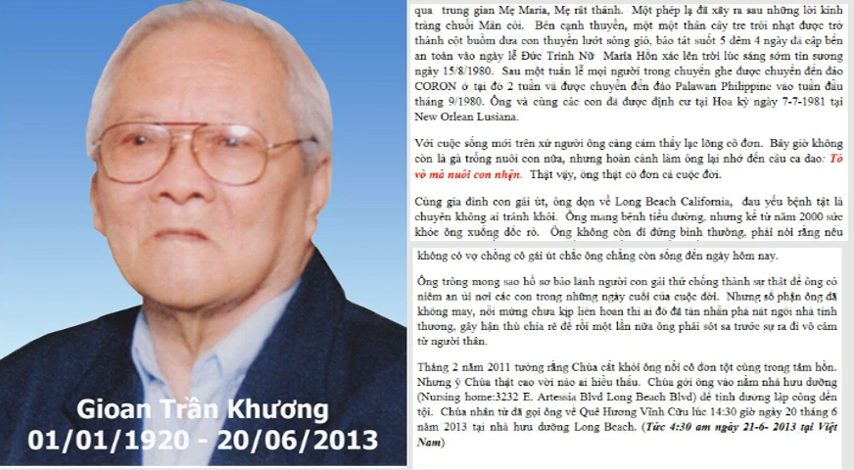 Gioan Trần Khương
01/01/1920 - 20/06/2013
qua trung gian Mẹ Maria, Mẹ rất thánh. Một phép lạ đã xãy ra sau những lời kinh
tràng chuỗi Mân côi. Bên cạnh thuyền, một một thân cây tre trôi nhặt được trở
thành cột buồm đưa con thuyền lướt sóng gió, bảo tát suốt 5 đêm 4 ngày đã cập bến
an toàn vào ngày lễ Đức Trinh Nữ Maria Hồn xác lên trời lúc sáng sớm tin sương
ngày 15/8/1980. Sau một tuần lễ mọi người trong chuyến ghe được chuyển đến đảo
CORON ở tại đó 2 tuần và được chuyển đến đảo Palawan Philippine vào tuần đầu
tháng 9/1980. Ông và cùng các con đã được định cư tại Hoa kỳ ngày 7-7-1981 tại
New Orlean Lusiana.
Với cuộc sống mới trên xứ người ông càng cảm thấy lạc lõng cô đơn. Bây giờ không
còn là gà trống nuôi con nữa, nhưng hoàn cảnh làm ông lại nhớ đến câu ca dao: Tò
vò mà nuôi con nhện. Thật vậy, ông thật cô đơn cả cuộc đời.
Cùng gia đình con gái út, ông dọn về Long Beach California, đau yếu bệnh tật là
chuyện không ai tránh khỏi. Ông mang bệnh tiểu đường, nhưng kể từ năm 2000 sức
khỏe ông xuống dốc rõ. Ông không còn đi đứng bình thường, phải nói rằng nếu
không có vợ chồng cô gái út chắc ông chẳng còn sống đến ngày hôm nay.
Ông trông mong sao hồ sơ bảo lãnh người con gái thứ chóng thành sự thật để ông có
niềm an ủi nơi các con trong những ngày cuối của cuộc đời. Nhưng số phận ông đã
không may, nỗi mừng chưa kịp liên hoan thì ai đó đã tàn nhẫn phá nát ngôi nhà tình
thương, gây hận thù chia rẽ để rồi một lần nữa ông phải sót sa trước sự ra đi vô cảm
từ người thân.
Tháng 2 năm 2011 tưởng rằng Chúa cất khỏi ông nỗi cô đơn tột cùng trong tâm hồn.
Nhưng ý Chúa thật cao vời nào ai hiểu thấu. Chúa gởi ông vào nằm nhà hưu dưỡng
(Nursing home:3232 E. Artessia Blvd Long Beach Blvd) để tịnh dưỡng lập công đền
tội. Chúa nhân từ đã gọi ông về Quê Hương Vĩnh Cữu lúc 14:30 giờ ngày 20 tháng 6
năm 2013 tại nhà hưu dưỡng Long Beach. (Tức 4:30 am ngày 21-6- 2013 tại Việt
Nam)